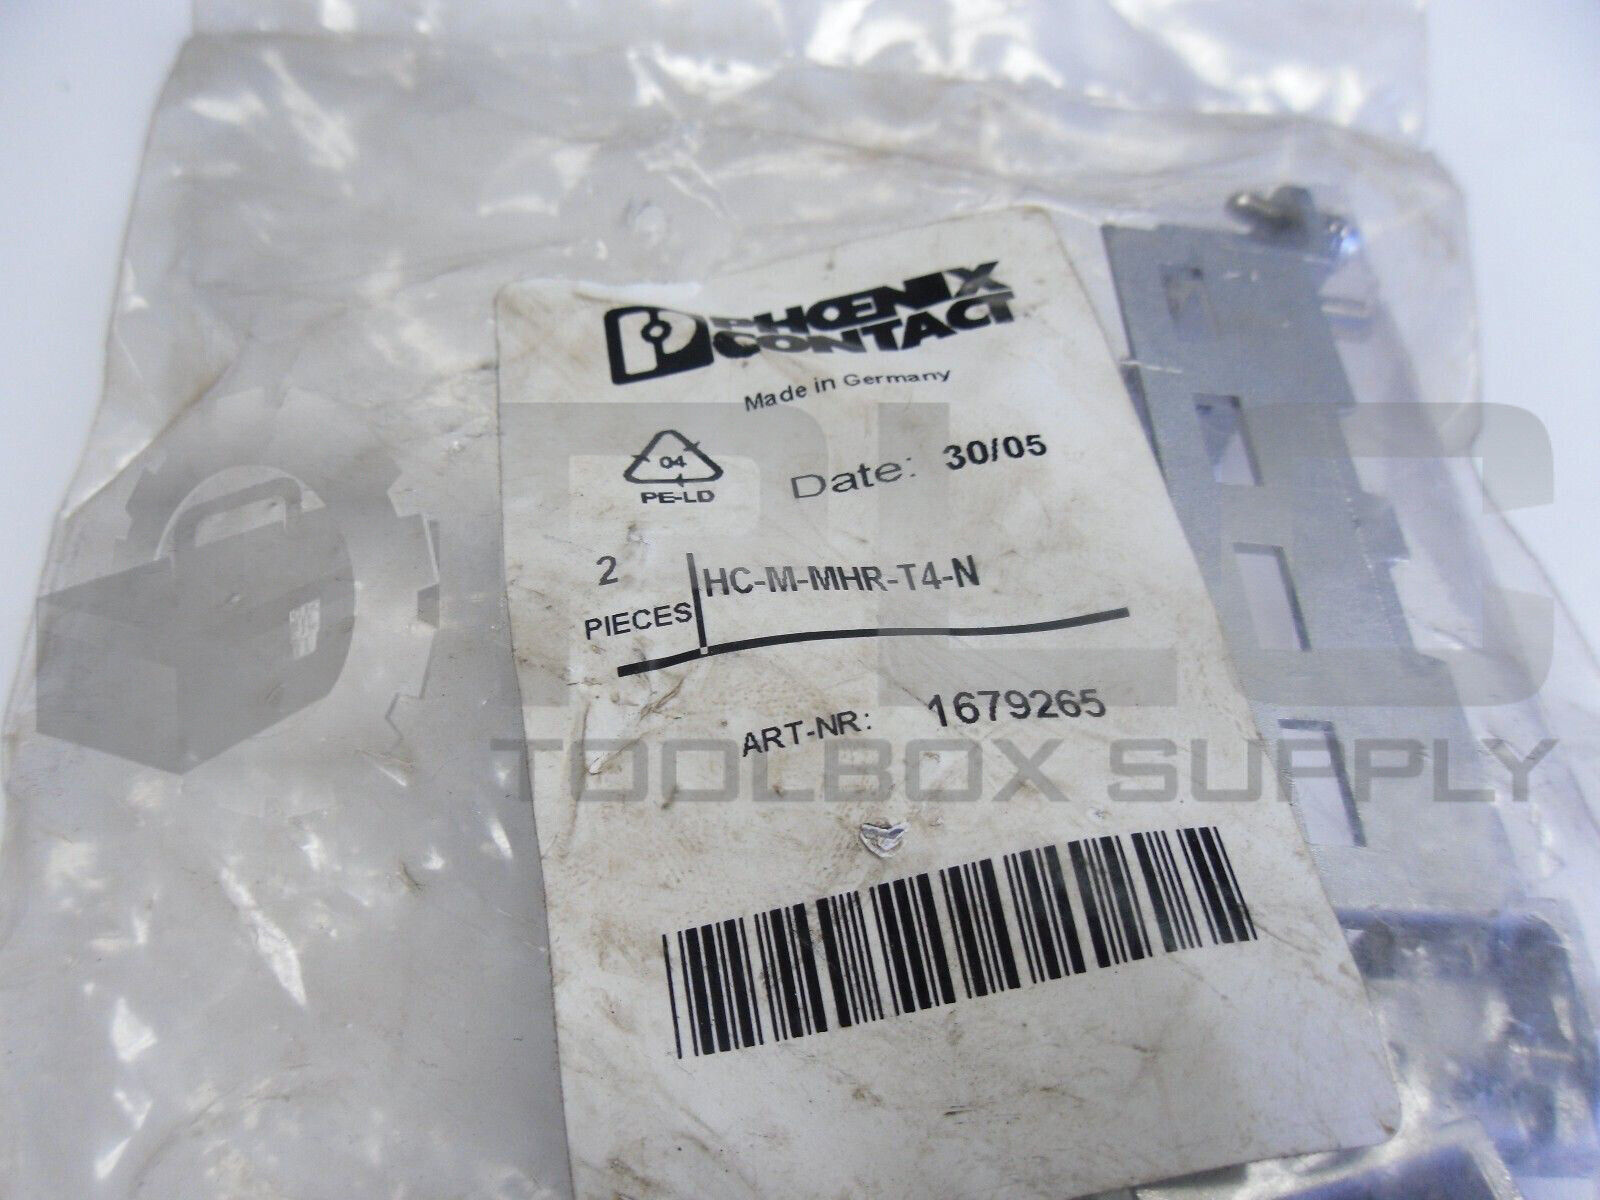 PHOENIX
CONTACT
Made in Germany
04
PE-LD
Date: 30/05
2
PIECES
HC-M-MHR-T4-N
ART-NR: 1679265
PLC
TOOLBOX SUPPLY